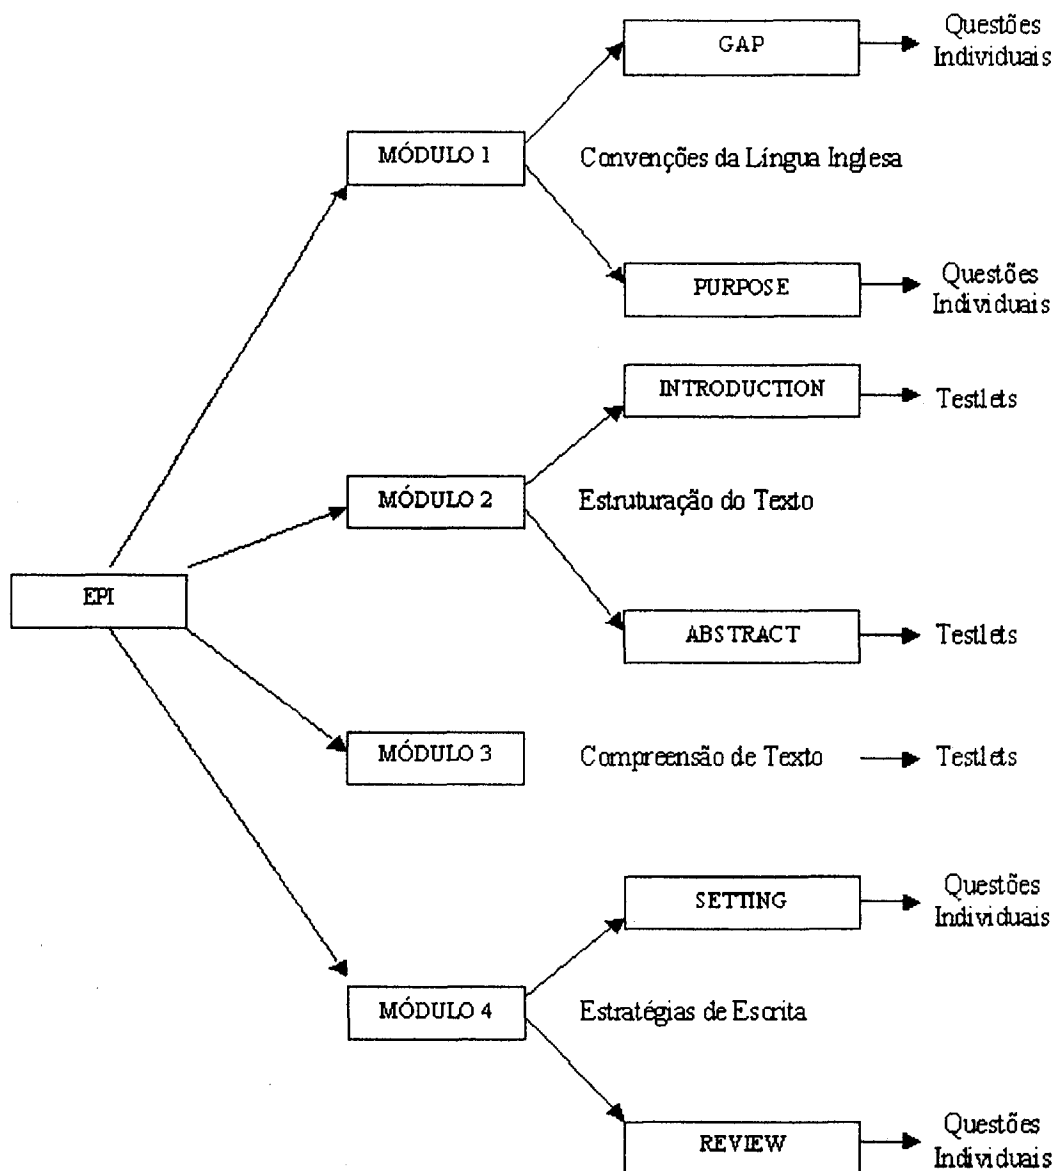 GAP
Questões
Individuais
MÓDULO 1
Convenções da Língua Inglesa
PURPOSE
Questões
Individuais
INTRODUCTION
Testlets
MÓDULO 2
Estruturação do Texto
EPI
ABSTRACT
Testlets
MÓDULO 3
Compreensão de Texto
Testlets
SETTING
Questões
Individuais
MÓDULO 4
Estratégias de Escrita
REVIEW
Questões
Individuais